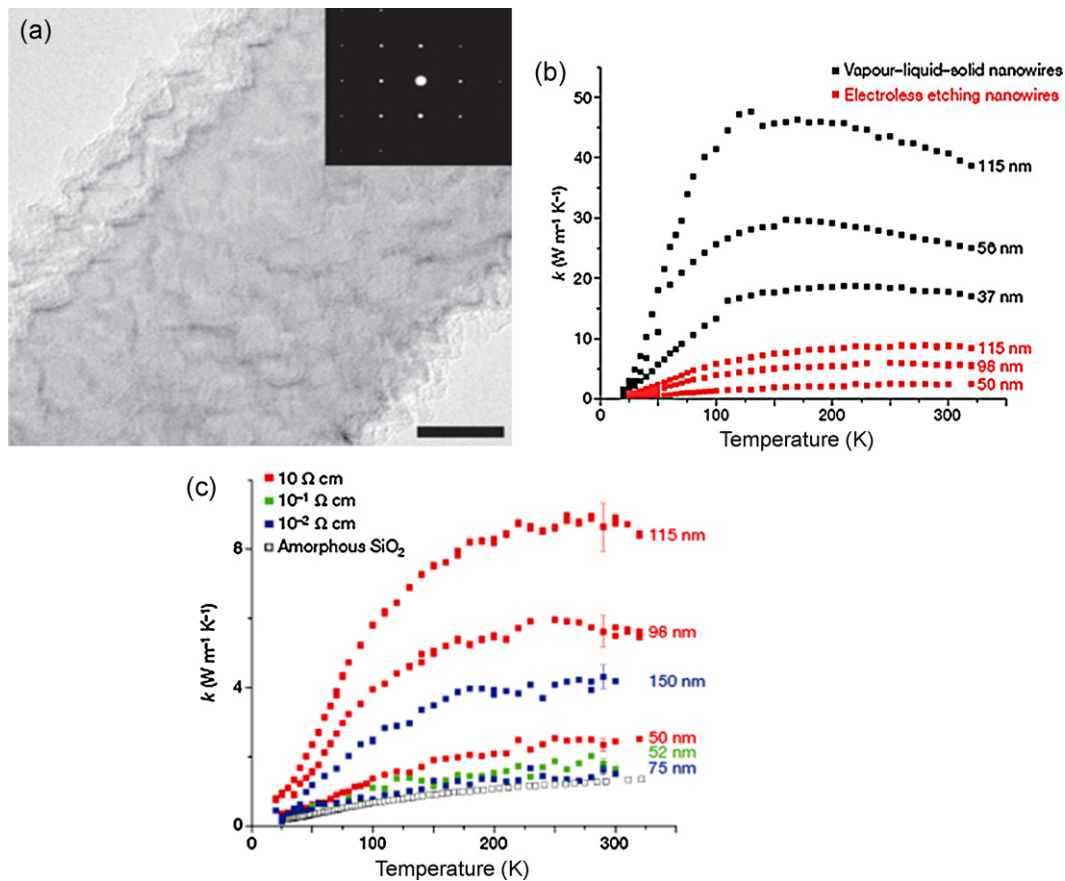 (a)
(b)
Vapour–liquid–solid nanowires
Electroless etching nanowires
50
40
30
20
10
0
k (W m⁻¹ K⁻¹)
115 nm
56 nm
37 nm
115 nm
98 nm
50 nm
0 100 200 300
Temperature (K)
(c)
10 Ω cm
10⁻¹ Ω cm
10⁻² Ω cm
Amorphous SiO₂
8
4
0
k (W m⁻¹ K⁻¹)
115 nm
98 nm
150 nm
50 nm
52 nm
75 nm
0 100 200 300
Temperature (K)